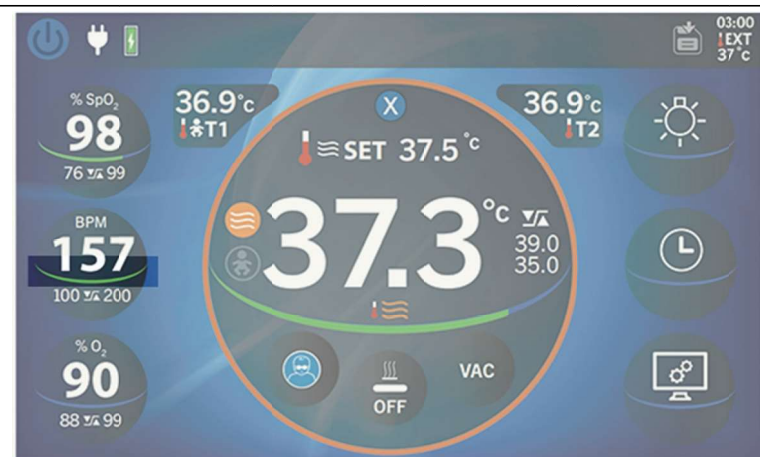 03:00
EXT
37°c
% SpO₂
98
76 99
36.9°c
T1
X
36.9°c
T2
SET 37.5°c
BPM
157
100 200
37.3°c
39.0
35.0
% O₂
90
88 99
OFF
VAC